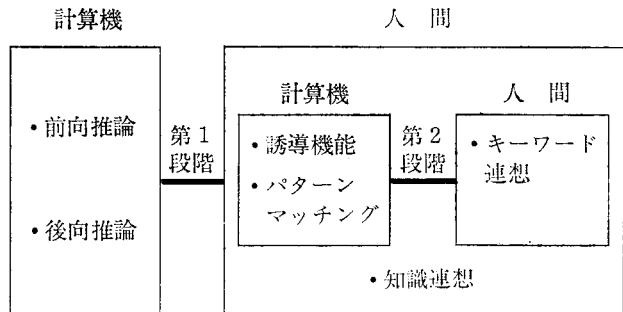 計算機
人 間
・前向推論
・後向推論
第1
段階
計算機
・誘導機能
・パターン
マッチング
第2
段階
人 間
・キーワード
連想
・知識連想